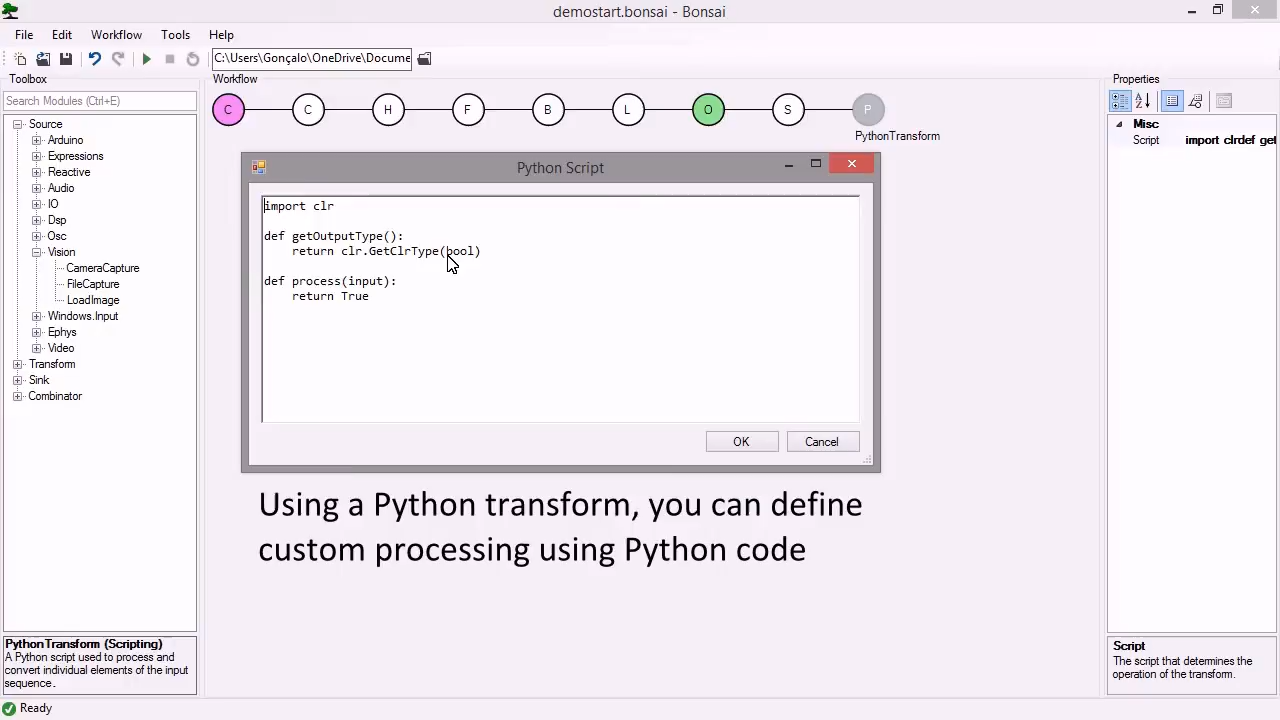 demostart.bonsai - Bonsai
File Edit Workflow Tools Help
C:\Users\Gonçalo\OneDrive\Docume
Toolbox
Search Modules (Ctrl+E)
Source
Arduino
Expressions
Reactive
Audio
IO
Dsp
Osc
Vision
CameraCapture
FileCapture
LoadImage
Windows.Input
Ephys
Video
Transform
Sink
Combinator
PythonTransform (Scripting)
A Python script used to process and
convert individual elements of the input
sequence.
Workflow
C C H F B L O S P
PythonTransform
Python Script
import clr
def getOutputType():
return clr.GetClrType(bool)
def process(input):
return True
OK Cancel
Using a Python transform, you can define
custom processing using Python code
Properties
Misc
Script import clrdef get
Script
The script that determines the
operation of the transform.
Ready